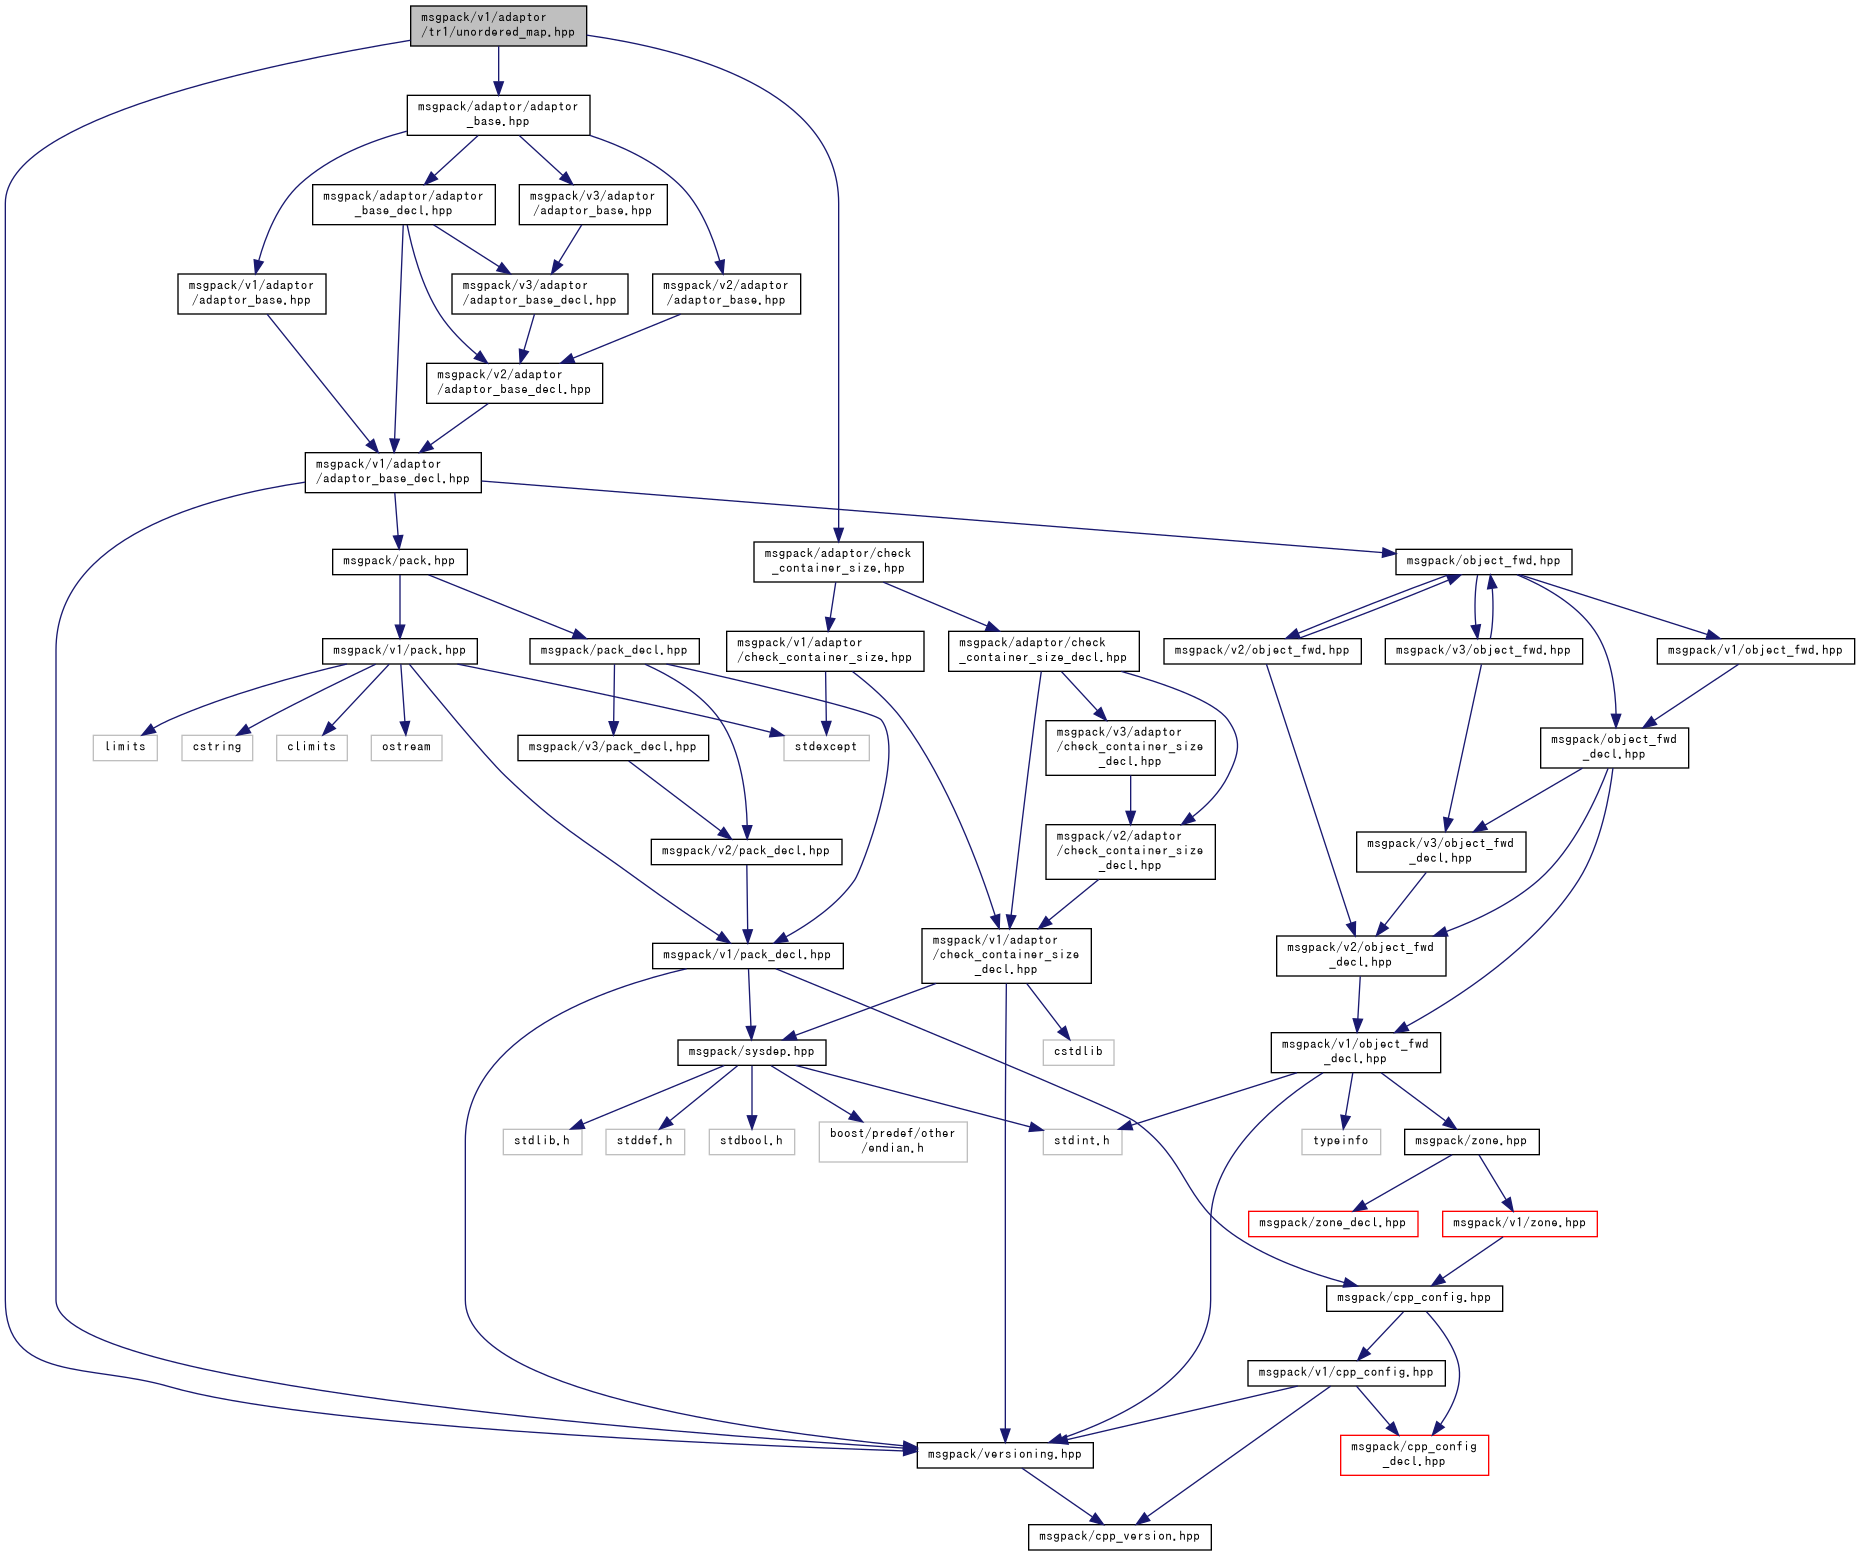 msgpack/v1/adaptor
/tr1/unordered_map.hpp
msgpack/adaptor/adaptor
_base.hpp
msgpack/adaptor/adaptor
_base_decl.hpp
msgpack/v3/adaptor
/adaptor_base.hpp
msgpack/v1/adaptor
/adaptor_base.hpp
msgpack/v3/adaptor
/adaptor_base_decl.hpp
msgpack/v2/adaptor
/adaptor_base.hpp
msgpack/v2/adaptor
/adaptor_base_decl.hpp
msgpack/v1/adaptor
/adaptor_base_decl.hpp
msgpack/pack.hpp
msgpack/adaptor/check
_container_size.hpp
msgpack/object_fwd.hpp
msgpack/v1/pack.hpp
msgpack/pack_decl.hpp
msgpack/v1/adaptor
/check_container_size.hpp
msgpack/adaptor/check
_container_size_decl.hpp
msgpack/v2/object_fwd.hpp
msgpack/v3/object_fwd.hpp
msgpack/v1/object_fwd.hpp
limits
cstring
climits
ostream
msgpack/v3/pack_decl.hpp
stdexcept
msgpack/v3/adaptor
/check_container_size
_decl.hpp
msgpack/object_fwd
_decl.hpp
msgpack/v2/pack_decl.hpp
msgpack/v2/adaptor
/check_container_size
_decl.hpp
msgpack/v3/object_fwd
_decl.hpp
msgpack/v1/pack_decl.hpp
msgpack/v1/adaptor
/check_container_size
_decl.hpp
msgpack/v2/object_fwd
_decl.hpp
msgpack/sysdep.hpp
cstdlib
msgpack/v1/object_fwd
_decl.hpp
stdlib.h
stddef.h
stdbool.h
boost/predef/other
/endian.h
stdint.h
typeinfo
msgpack/zone.hpp
msgpack/zone_decl.hpp
msgpack/v1/zone.hpp
msgpack/cpp_config.hpp
msgpack/v1/cpp_config.hpp
msgpack/versioning.hpp
msgpack/cpp_config
_decl.hpp
msgpack/cpp_version.hpp